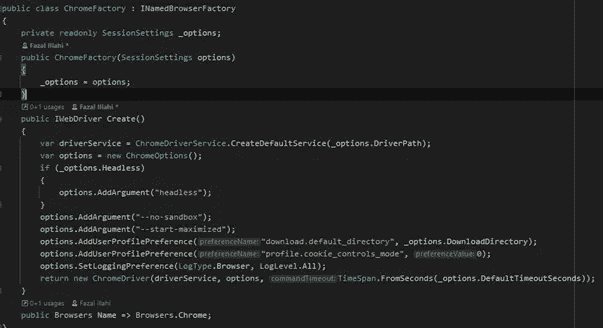 public class ChromeFactory : INamedBrowserFactory
{
private readonly SessionSettings _options;
Fazal Illahi *
public ChromeFactory(SessionSettings options)
{
_options = options;
}
0+1 usages Fazal Illahi *
public IWebDriver Create()
{
var driverService = ChromeDriverService.CreateDefaultService(_options.DriverPath);
var options = new ChromeOptions();
if (_options.Headless)
{
options.AddArgument("headless");
}
options.AddArgument("--no-sandbox");
options.AddArgument("--start-maximized");
options.AddUserProfilePreference( preferenceName: "download.default_directory", _options.DownloadDirectory);
options.AddUserProfilePreference( preferenceName: "profile.cookie_controls_mode", preferenceValue: 0);
options.SetLoggingPreference(LogType.Browser, LogLevel.All);
return new ChromeDriver(driverService, options, commandTimeout: TimeSpan.FromSeconds(_options.DefaultTimeoutSeconds));
}
0+1 usages Fazal Illahi
public Browsers Name => Browsers.Chrome;
}